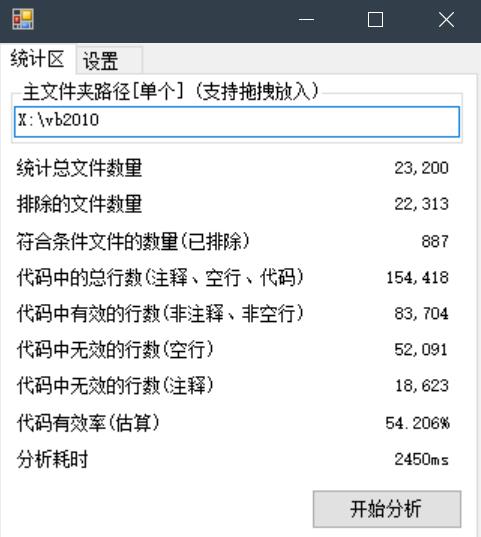 统计区 设置
主文件夹路径[单个] (支持拖拽放入)
X:\vb2010
统计总文件数量 23,200
排除的文件数量 22,313
符合条件文件的数量(已排除) 887
代码中的总行数(注释、空行、代码) 154,418
代码中有效的行数(非注释、非空行) 83,704
代码中无效的行数(空行) 52,091
代码中无效的行数(注释) 18,623
代码有效率(估算) 54.206%
分析耗时 2450ms
开始分析